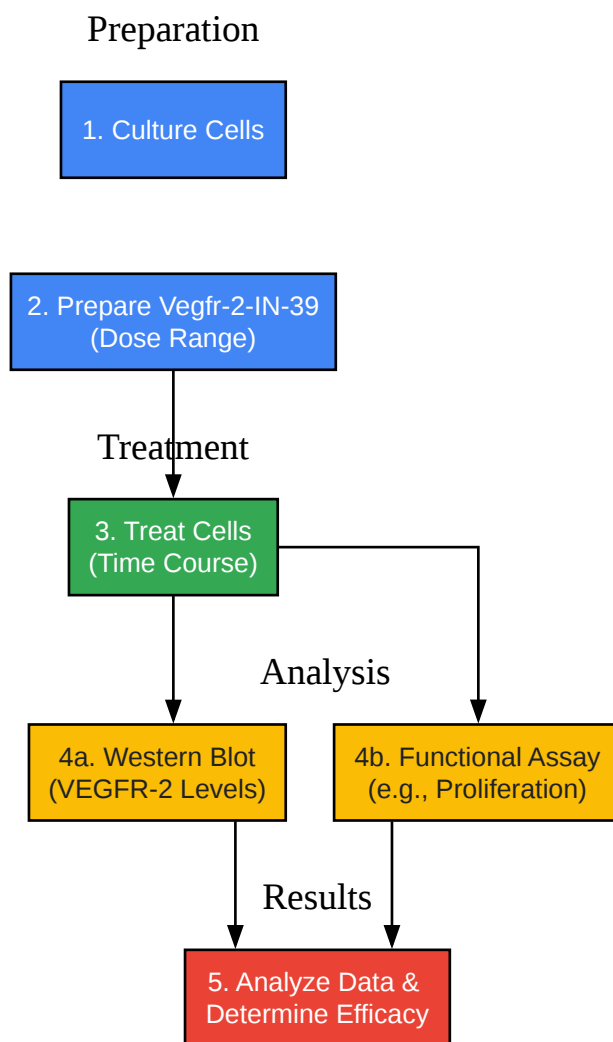 Preparation
1. Culture Cells
2. Prepare Vegfr-2-IN-39
(Dose Range)
Treatment
3. Treat Cells
(Time Course)
Analysis
4a. Western Blot
(VEGFR-2 Levels)
4b. Functional Assay
(e.g., Proliferation)
Results
5. Analyze Data &
Determine Efficacy